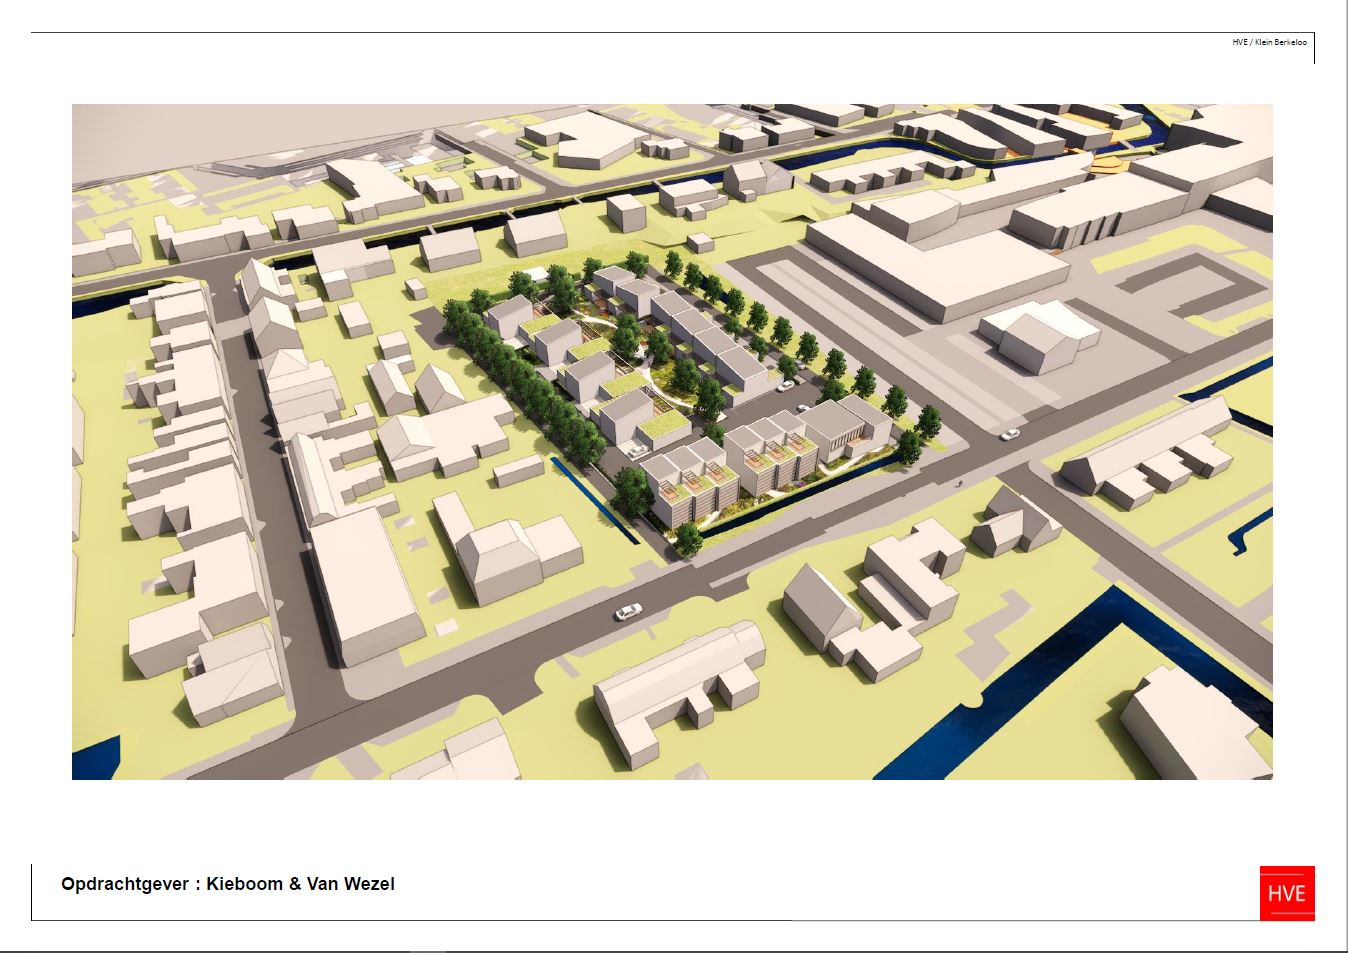 HVE / Klein Berkeloo
Opdrachtgever : Kieboom & Van Wezel
HVE